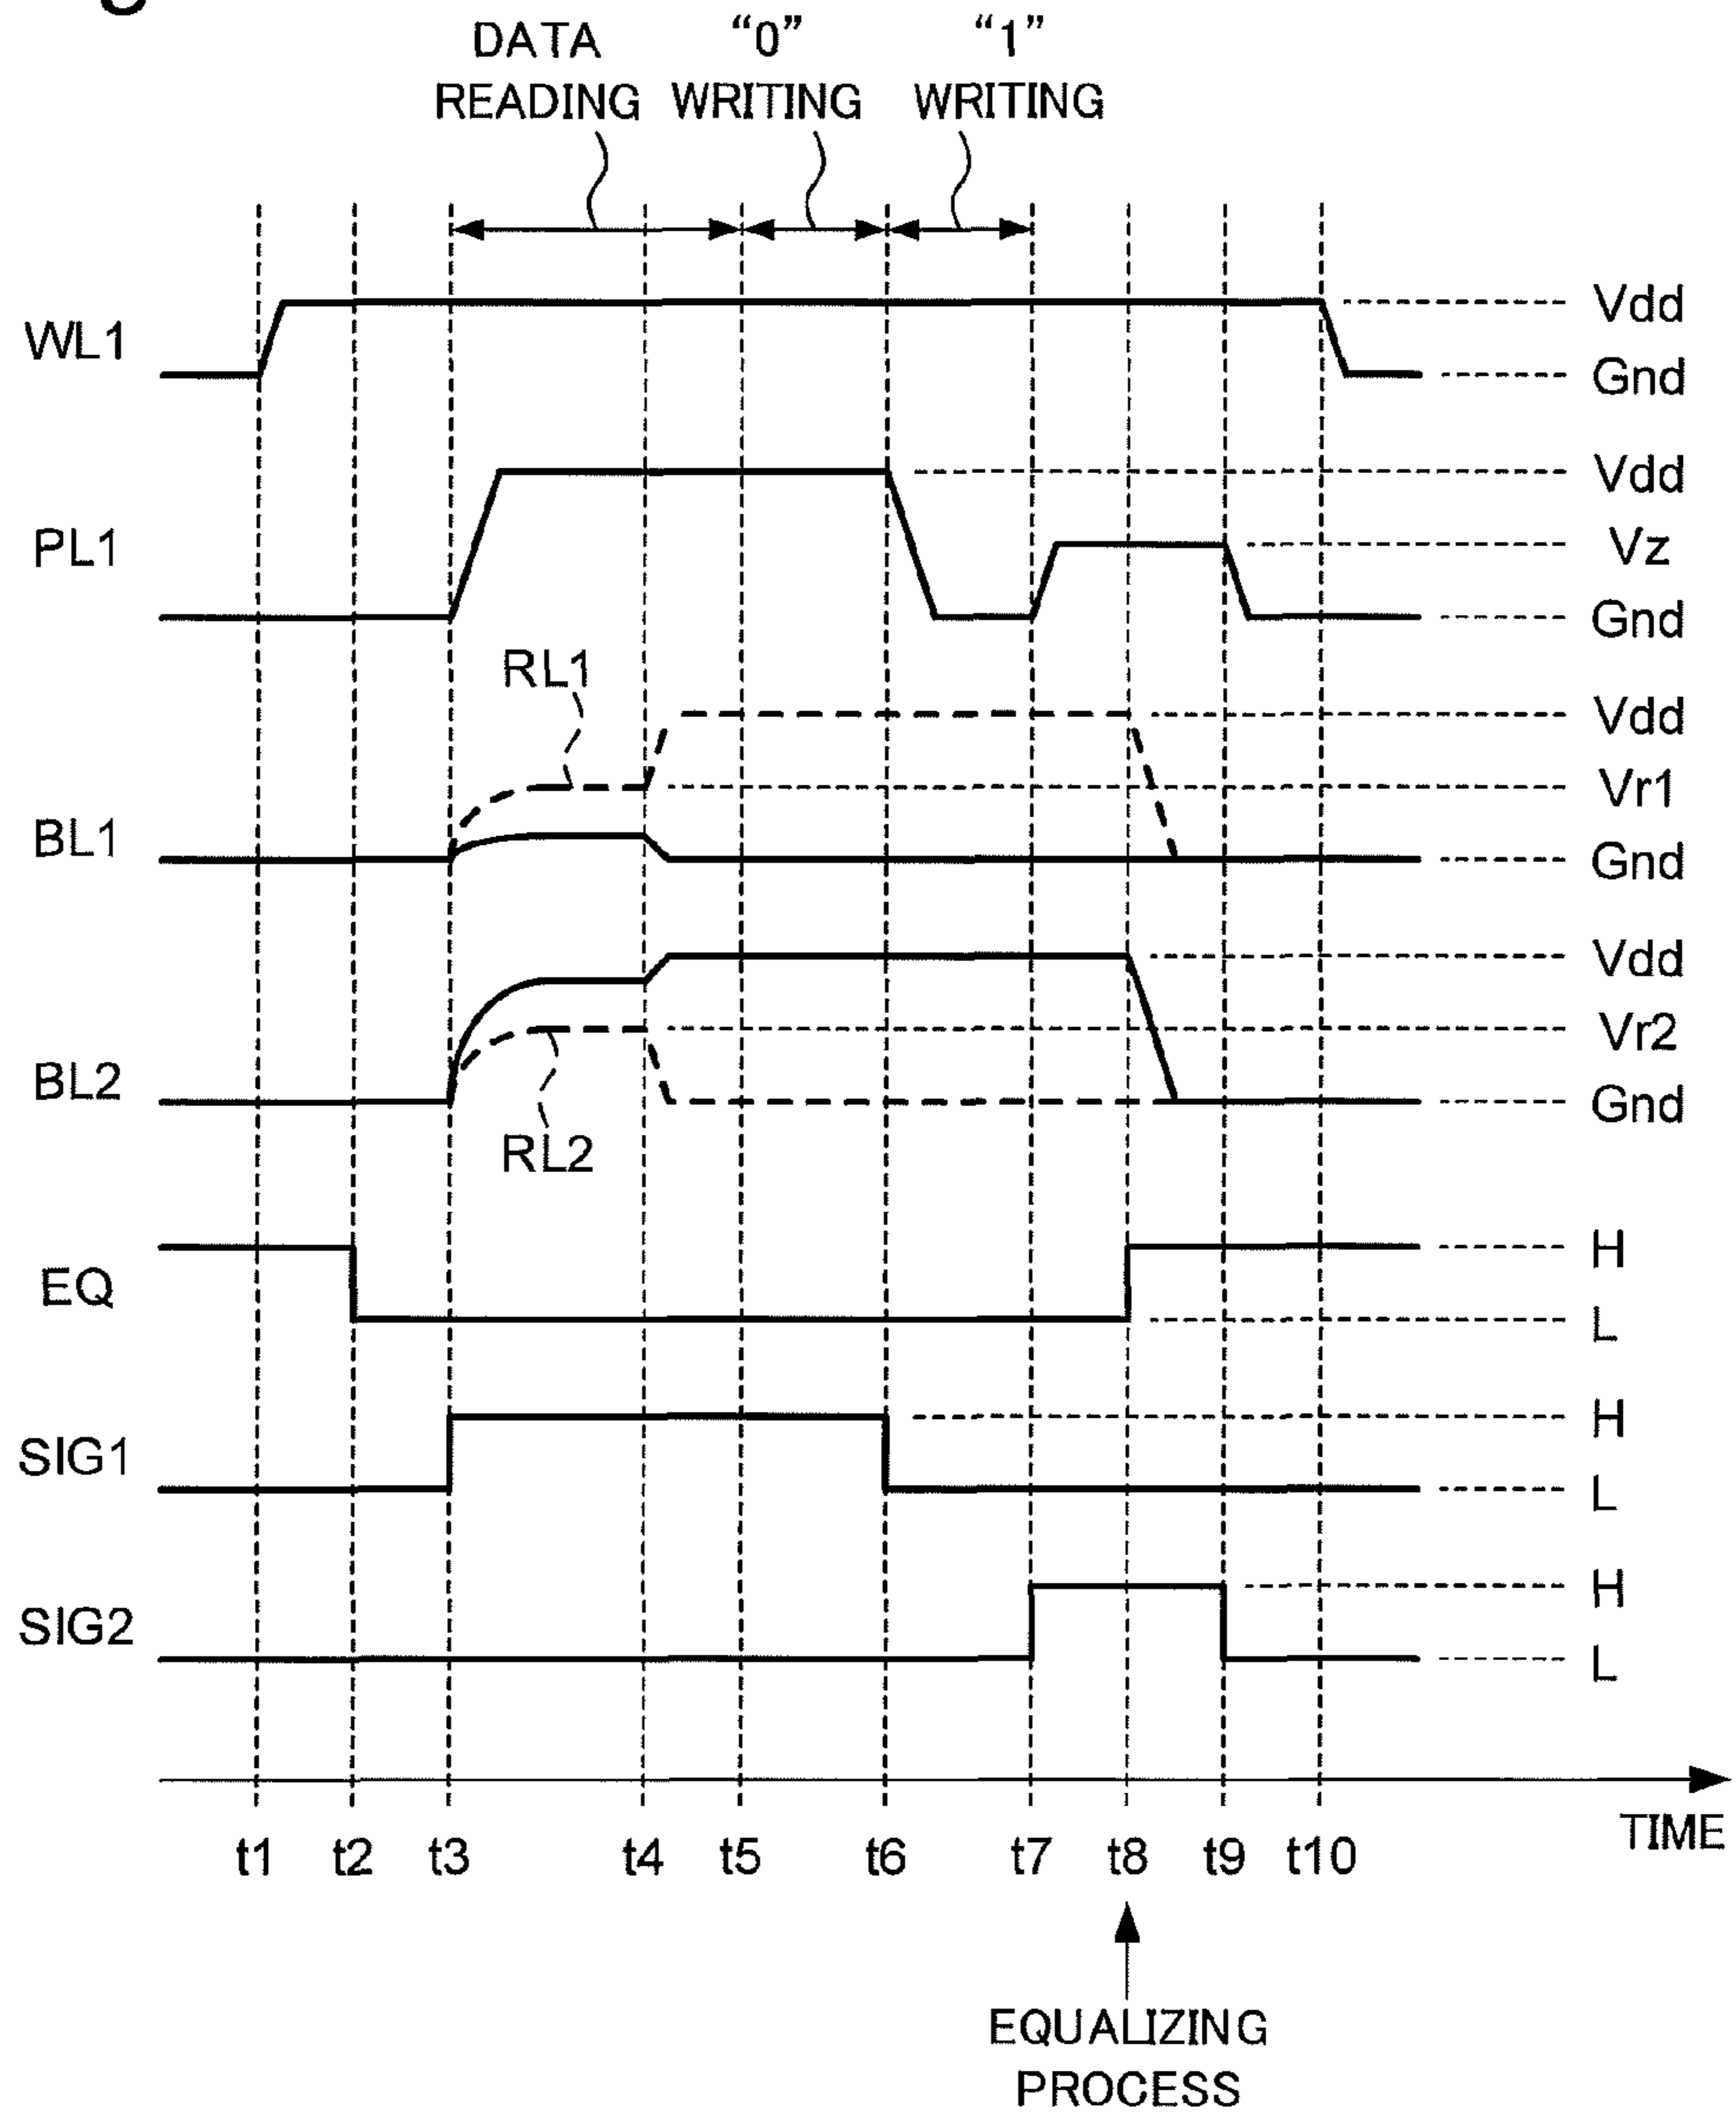 DATA “0” “1”
READING WRITING WRITING
WL1 Vdd
Gnd
Vdd
PL1 Vz
Gnd
RL1
Vdd
Vr1
BL1 Gnd
Vdd
Vr2
BL2 Gnd
RL2
H
EQ
L
H
SIG1
L
H
SIG2
L
TIME
t1 t2 t3 t4 t5 t6 t7 t8 t9 t10
EQUALIZING
PROCESS